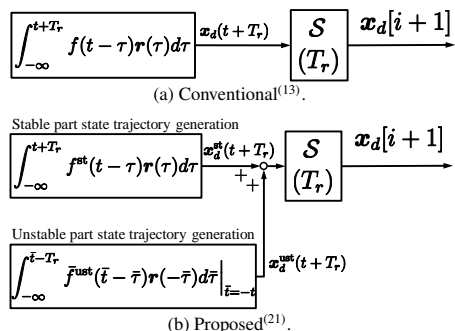 ∫_{-∞}^{t+T_r} f(t − τ)r(τ)dτ
x_d(t + T_r)
S
(T_r)
x_d[i + 1]
(a) Conventional(13).
Stable part state trajectory generation
∫_{-∞}^{t+T_r} f^{st}(t − τ)r(τ)dτ
x_d^{st}(t + T_r)
+
+
S
(T_r)
x_d[i + 1]
Unstable part state trajectory generation
∫_{-∞}^{t̄−T_r} f̄^{ust}(t̄ − τ̄)r(−τ̄)dτ̄ |_{t̄=−t}
x_d^{ust}(t + T_r)
(b) Proposed(21).